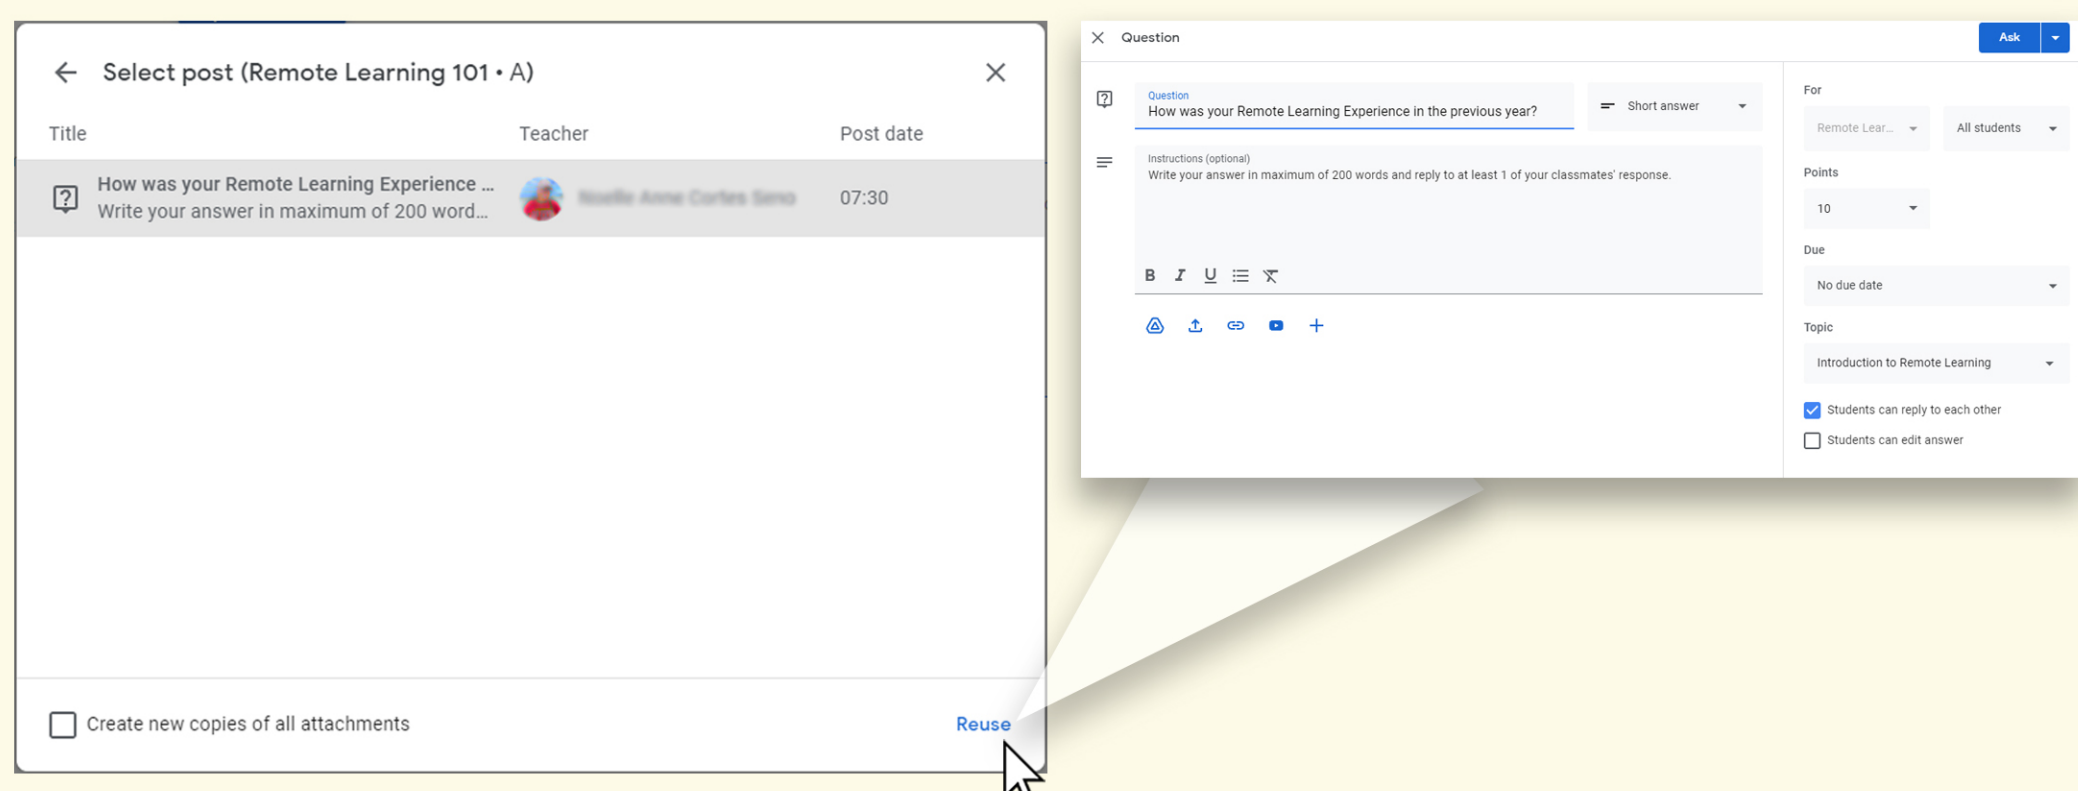 Select post (Remote Learning 101 • A)
Title Teacher Post date
How was your Remote Learning Experience ...
Write your answer in maximum of 200 word...
07:30
Create new copies of all attachments
Reuse
Question
Ask
Question
How was your Remote Learning Experience in the previous year?
Short answer
Instructions (optional)
Write your answer in maximum of 200 words and reply to at least 1 of your classmates' response.
B I U
For
Remote Lear... All students
Points
10
Due
No due date
Topic
Introduction to Remote Learning
Students can reply to each other
Students can edit answer